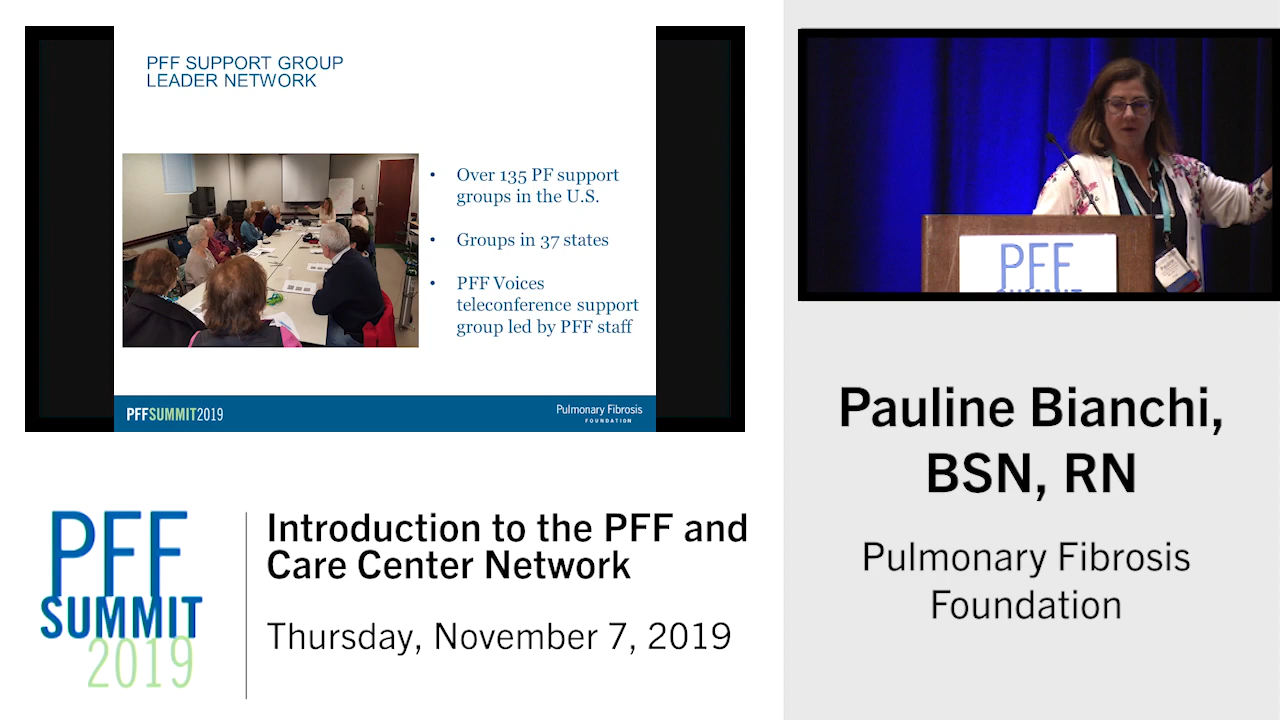 PFF SUPPORT GROUP
LEADER NETWORK
• Over 135 PF support
groups in the U.S.
• Groups in 37 states
• PFF Voices
teleconference support
group led by PFF staff
PFFSUMMIT2019
Pulmonary Fibrosis
FOUNDATION
PFF
SUMMIT
Pauline Bianchi,
BSN, RN
Pulmonary Fibrosis
Foundation
PFF
SUMMIT
2019
Introduction to the PFF and
Care Center Network
Thursday, November 7, 2019